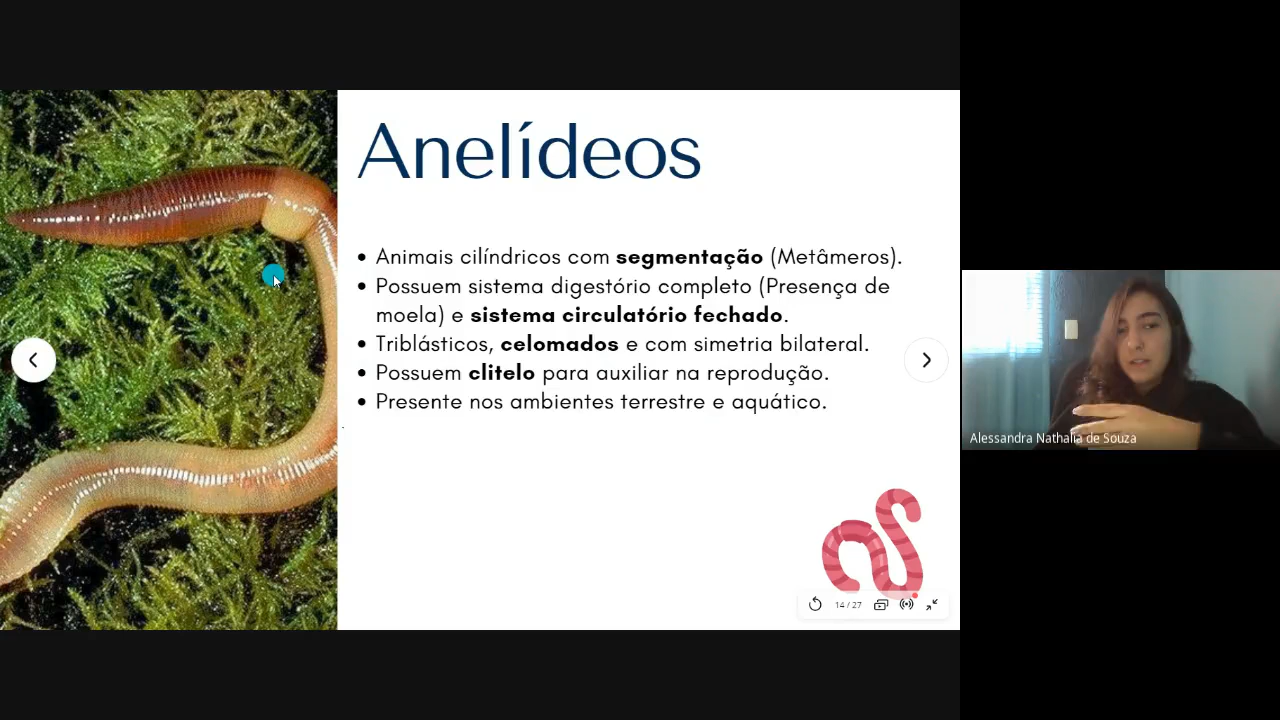 Anelídeos
• Animais cilíndricos com segmentação (Metâmeros).
• Possuem sistema digestório completo (Presença de
moela) e sistema circulatório fechado.
• Triblásticos, celomados e com simetria bilateral.
• Possuem clitelo para auxiliar na reprodução.
• Presente nos ambientes terrestre e aquático.
14 / 27
Alessandra Nathalia de Souza